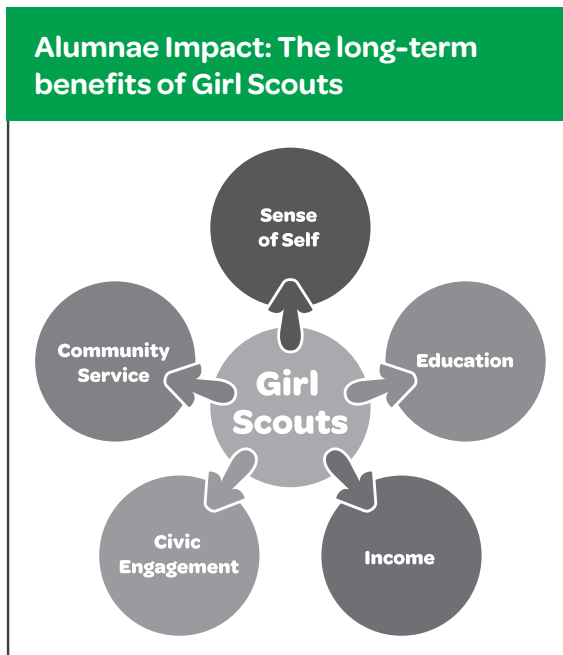 Alumnae Impact: The long-term
benefits of Girl Scouts
Sense
of Self
Community
Service
Education
Girl
Scouts
Civic
Engagement
Income